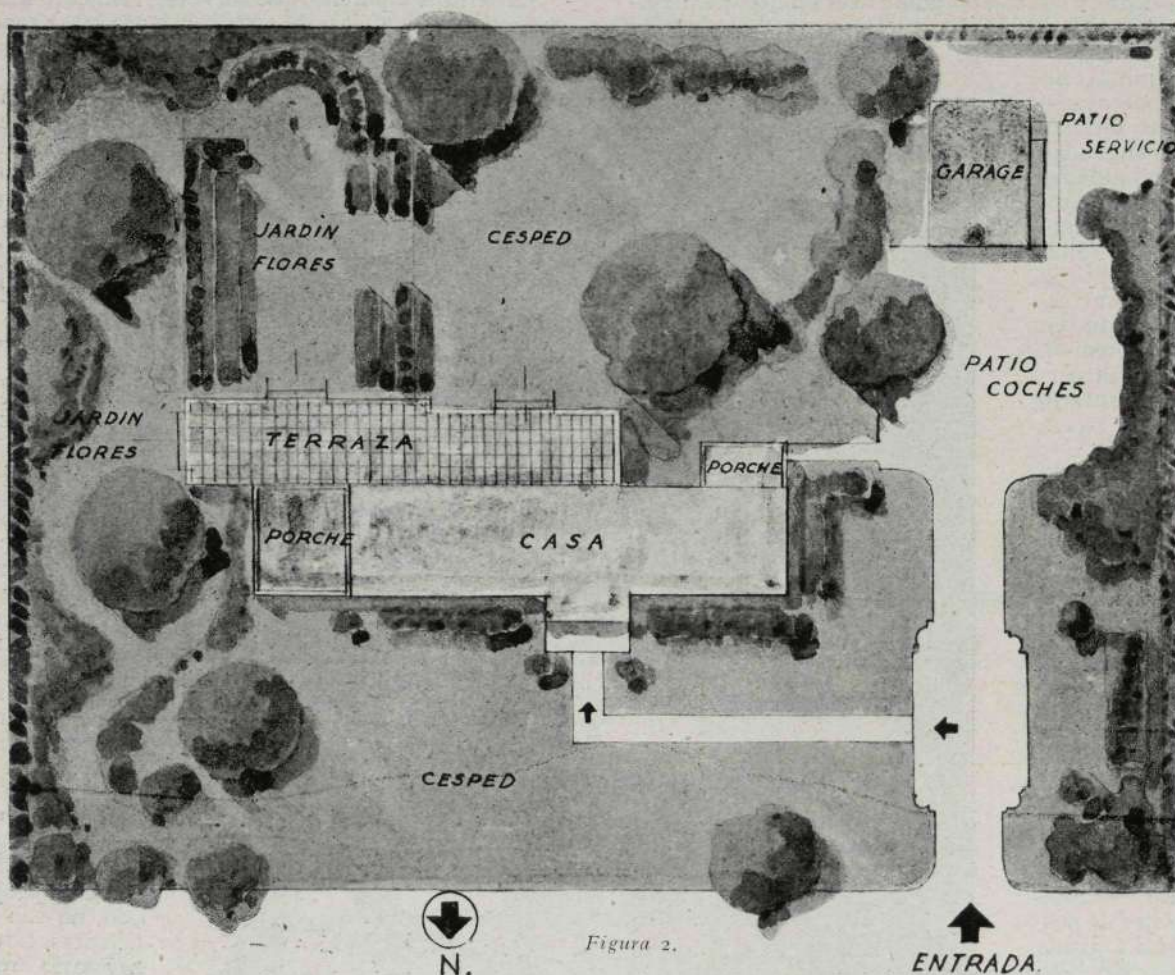 PATIO
SERVICIO
GARAGE
JARDIN
FLORES
CESPED
PATIO
COCHES
JARDIN
FLORES
TERRAZA
PORCHE
PORCHE
CASA
CESPED
N.
Figura 2.
ENTRADA.